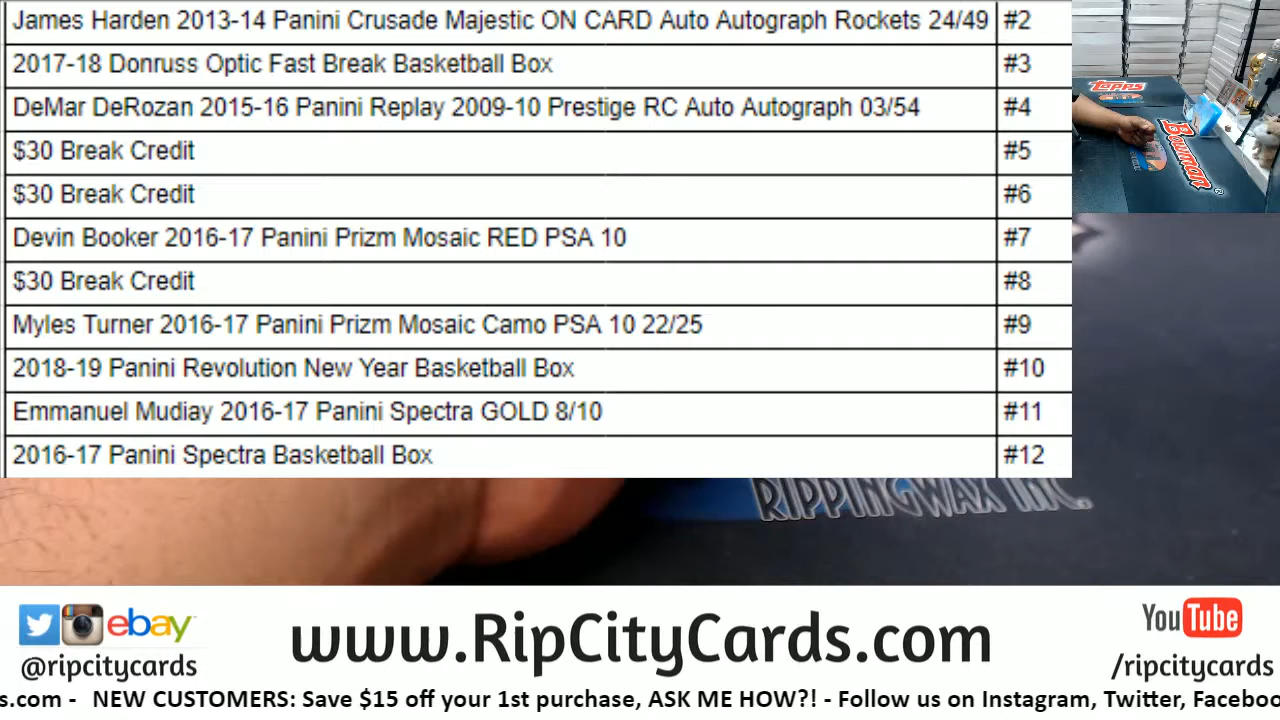 James Harden 2013-14 Panini Crusade Majestic ON CARD Auto Autograph Rockets 24/49 #2
2017-18 Donruss Optic Fast Break Basketball Box #3
DeMar DeRozan 2015-16 Panini Replay 2009-10 Prestige RC Auto Autograph 03/54 #4
$30 Break Credit #5
$30 Break Credit #6
Devin Booker 2016-17 Panini Prizm Mosaic RED PSA 10 #7
$30 Break Credit #8
Myles Turner 2016-17 Panini Prizm Mosaic Camo PSA 10 22/25 #9
2018-19 Panini Revolution New Year Basketball Box #10
Emmanuel Mudiay 2016-17 Panini Spectra GOLD 8/10 #11
2016-17 Panini Spectra Basketball Box #12
TOPPS
Bowman
RIPPINGWAX INC.
ebay
@ripcitycards
www.RipCityCards.com
YouTube
/ripcitycards
s.com - NEW CUSTOMERS: Save $15 off your 1st purchase, ASK ME HOW?! - Follow us on Instagram, Twitter, Faceboo